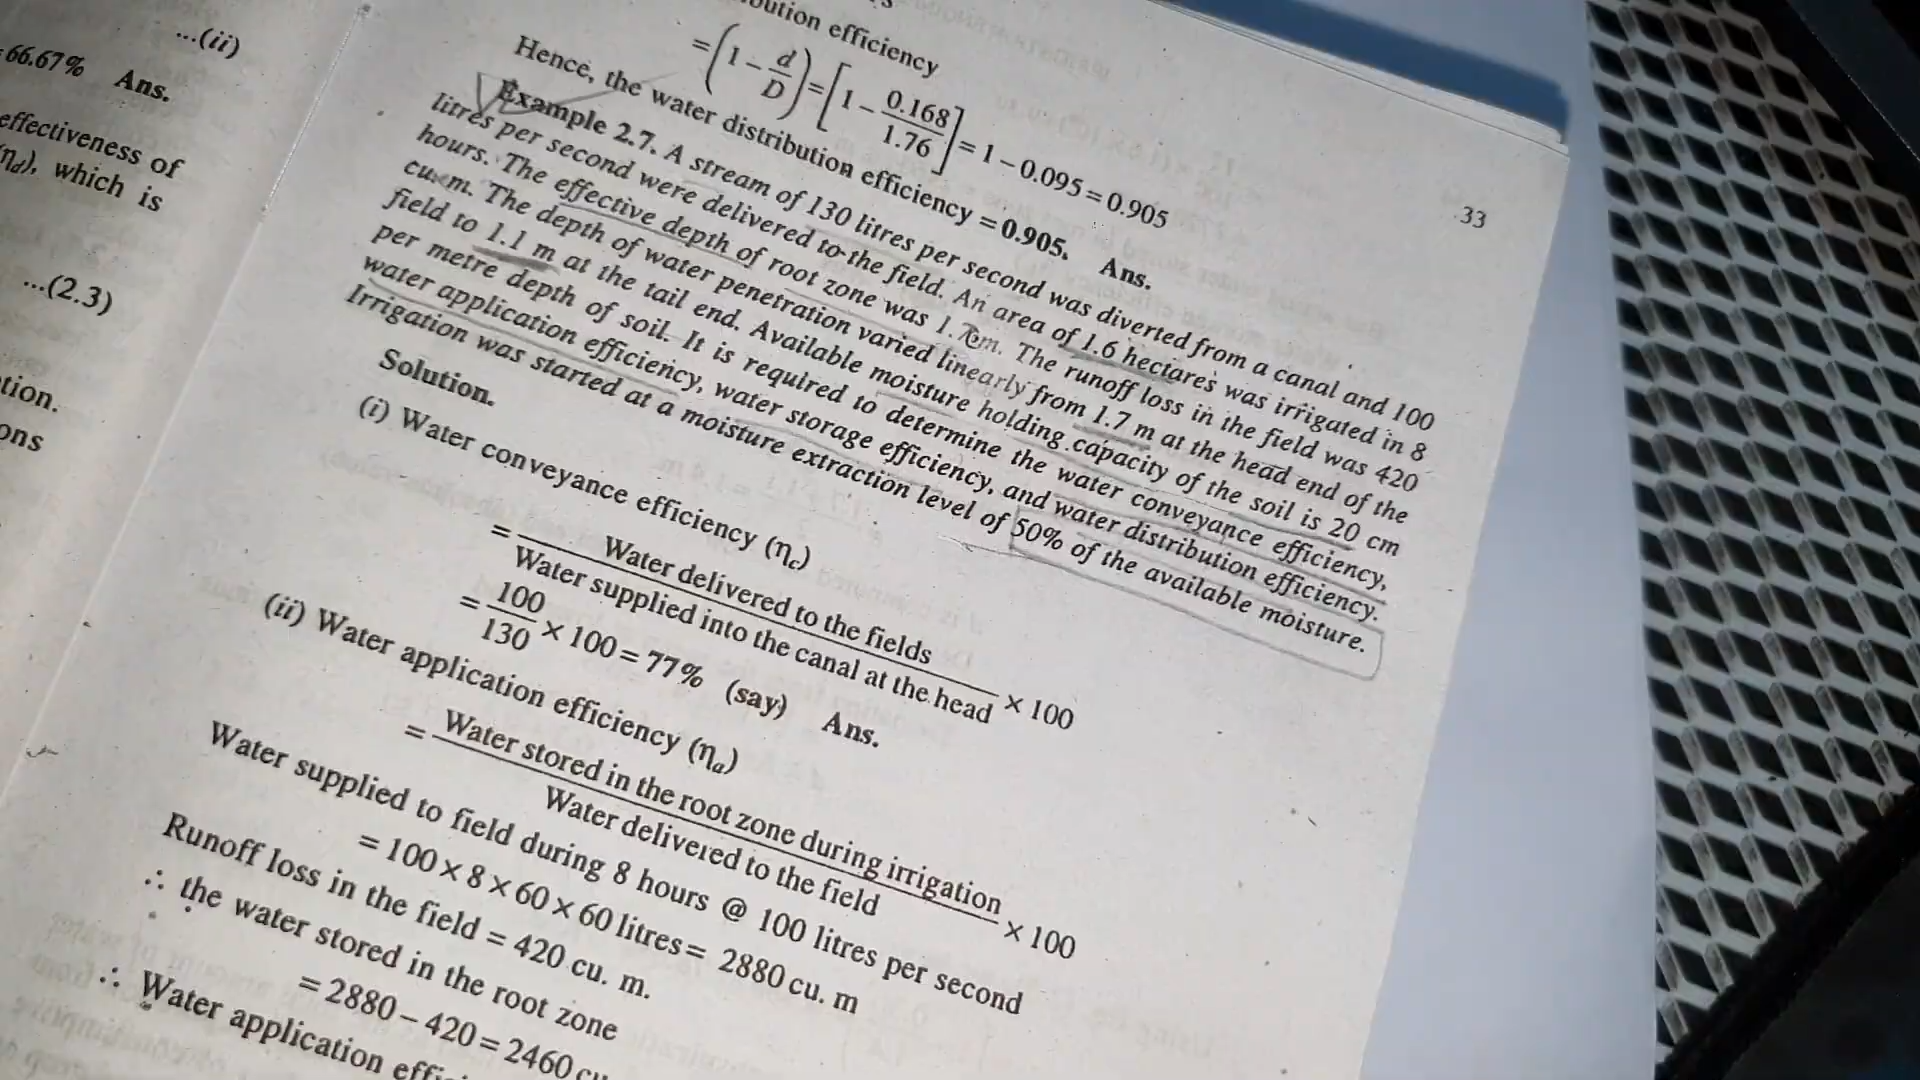 ...(ii)
66.67% Ans.
effectiveness of
(ηd), which is
...(2.3)
tion.
ons
bution efficiency
= (1 - d/D) = [1 - 0.168/1.76] = 1 - 0.095 = 0.905
Hence, the water distribution efficiency = 0.905. Ans.
33
Example 2.7. A stream of 130 litres per second was diverted from a canal and 100
litres per second were delivered to the field. An area of 1.6 hectares was irrigated in 8
hours. The effective depth of root zone was 1.7 m. The runoff loss in the field was 420
cu. m. The depth of water penetration varied linearly from 1.7 m at the head end of the
field to 1.1 m at the tail end. Available moisture holding capacity of the soil is 20 cm
per metre depth of soil. It is required to determine the water conveyance efficiency,
water application efficiency, water storage efficiency, and water distribution efficiency.
Irrigation was started at a moisture extraction level of 50% of the available moisture.
Solution.
(i) Water conveyance efficiency (ηc)
= Water delivered to the fields
Water supplied into the canal at the head × 100
= 100/130 × 100 = 77% (say) Ans.
(ii) Water application efficiency (ηa)
= Water stored in the root zone during irrigation
Water delivered to the field × 100
Water supplied to field during 8 hours @ 100 litres per second
= 100 × 8 × 60 × 60 litres = 2880 cu. m
Runoff loss in the field = 420 cu. m.
∴ the water stored in the root zone
= 2880 – 420 = 2460 cu
∴ Water application